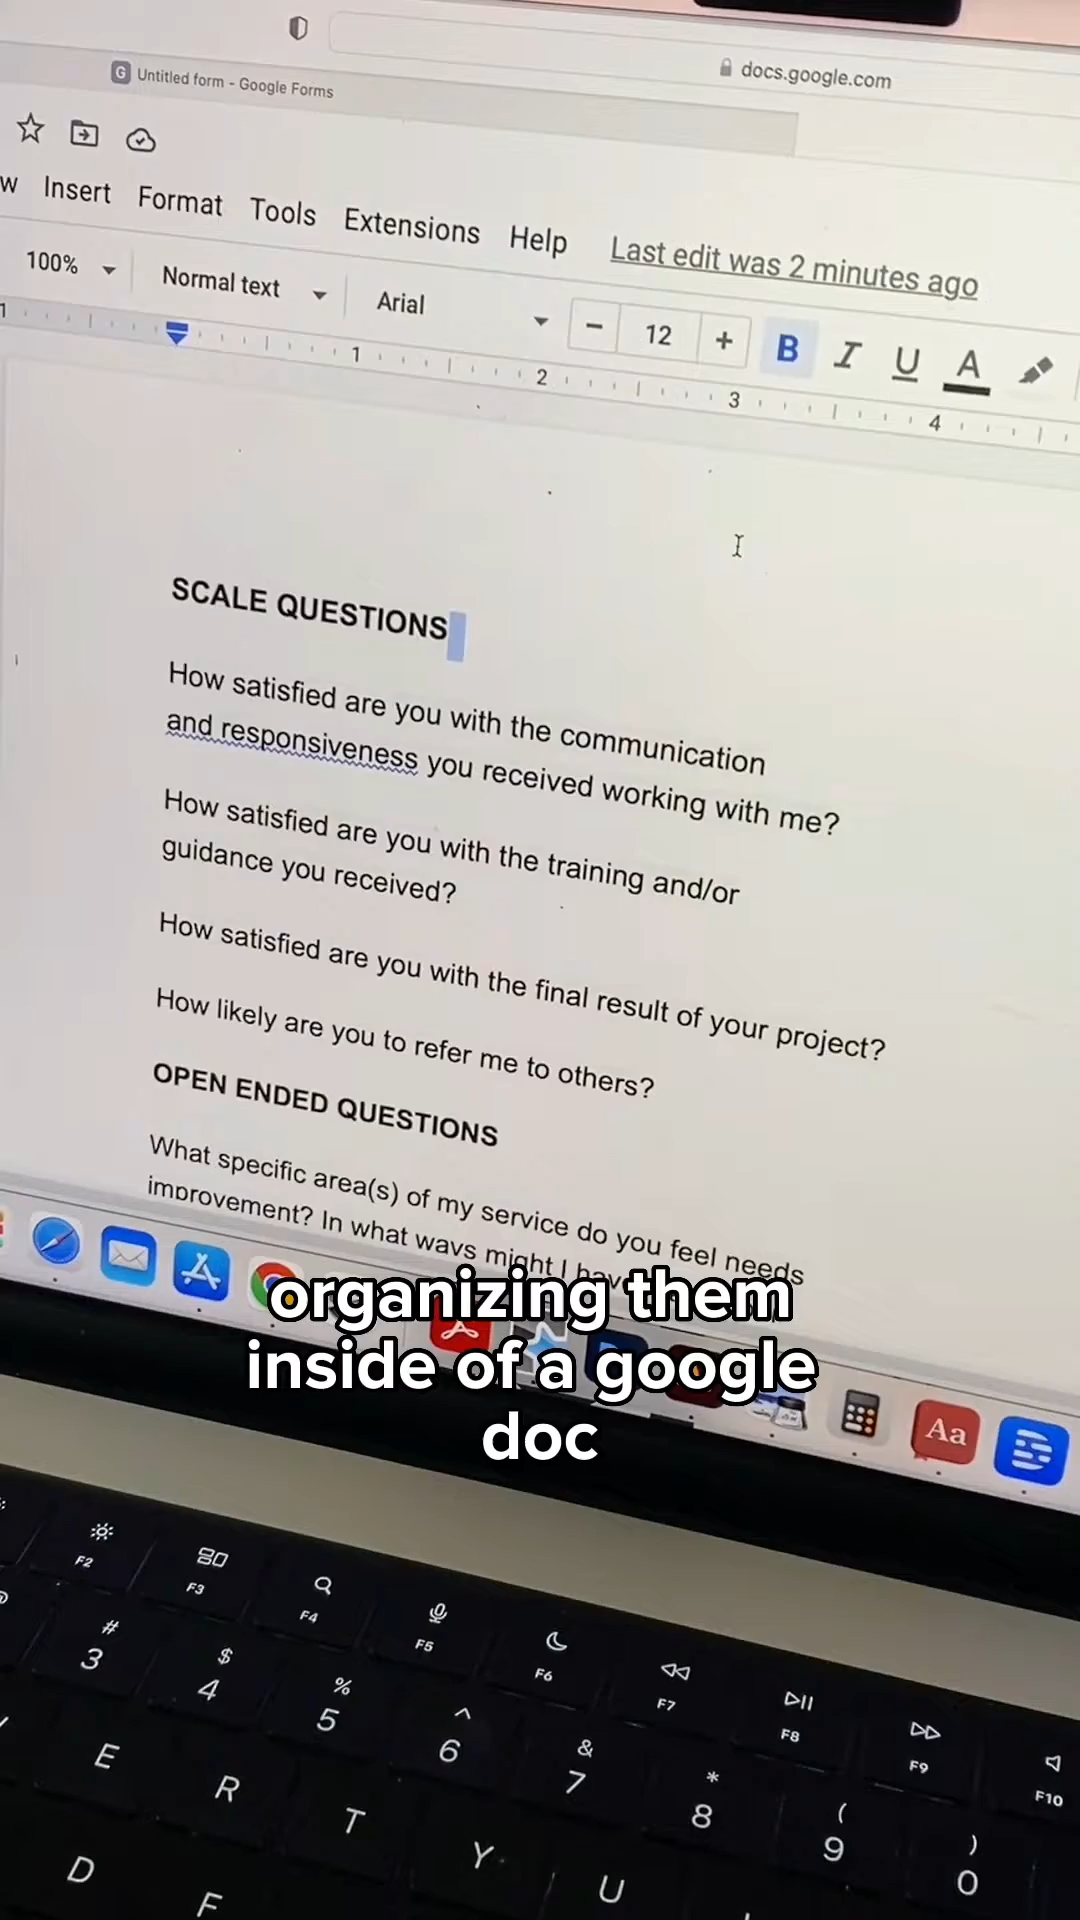 docs.google.com
G Untitled form - Google Forms
w Insert Format Tools Extensions Help Last edit was 2 minutes ago
100% Normal text Arial − 12 + B I U A
1 1 2 3 4
SCALE QUESTIONS
How satisfied are you with the communication
and responsiveness you received working with me?
How satisfied are you with the training and/or
guidance you received?
How satisfied are you with the final result of your project?
How likely are you to refer me to others?
OPEN ENDED QUESTIONS
What specific area(s) of my service do you feel needs
improvement? In what ways might I have
organizing them
inside of a google
doc
Aa
F2 F3 F4 F5 F6 F7 F8 F9 F10
# $ % ^ & * ( )
3 4 5 6 7 8 9 0
E R T Y U
D F